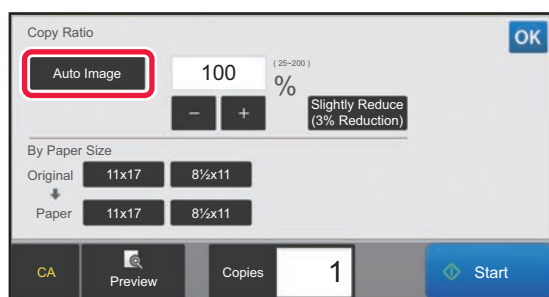 Copy Ratio
OK
Auto Image
100
(25~200)
%
–
+
Slightly Reduce
(3% Reduction)
By Paper Size
Original
11x17
8½x11
Paper
11x17
8½x11
CA
Preview
Copies
1
Start